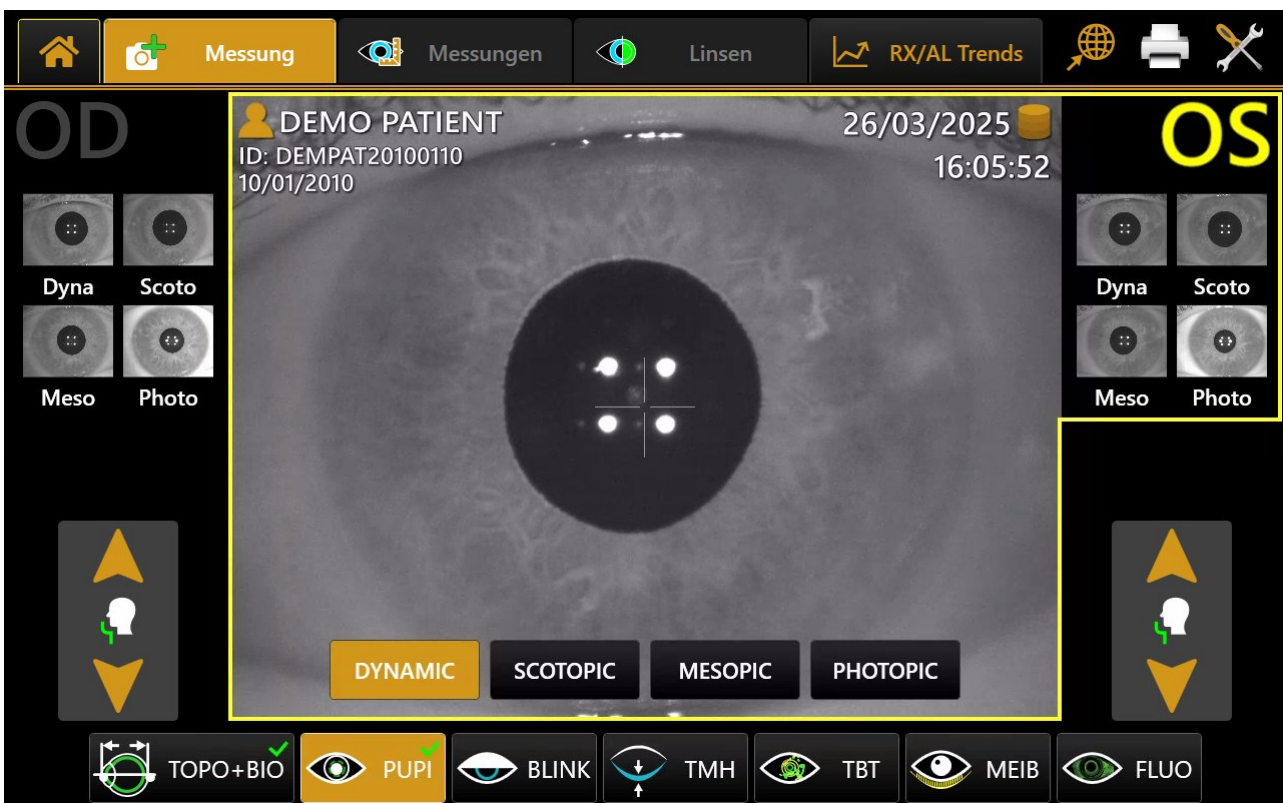 Messung
Messungen
Linsen
RX/AL Trends
OD
DEMO PATIENT
ID: DEMPAT20100110
10/01/2010
26/03/2025
16:05:52
OS
Dyna
Scoto
Meso
Photo
Dyna
Scoto
Meso
Photo
DYNAMIC
SCOTOPIC
MESOPIC
PHOTOPIC
TOPO+BIO
PUPI
BLINK
TMH
TBT
MEIB
FLUO